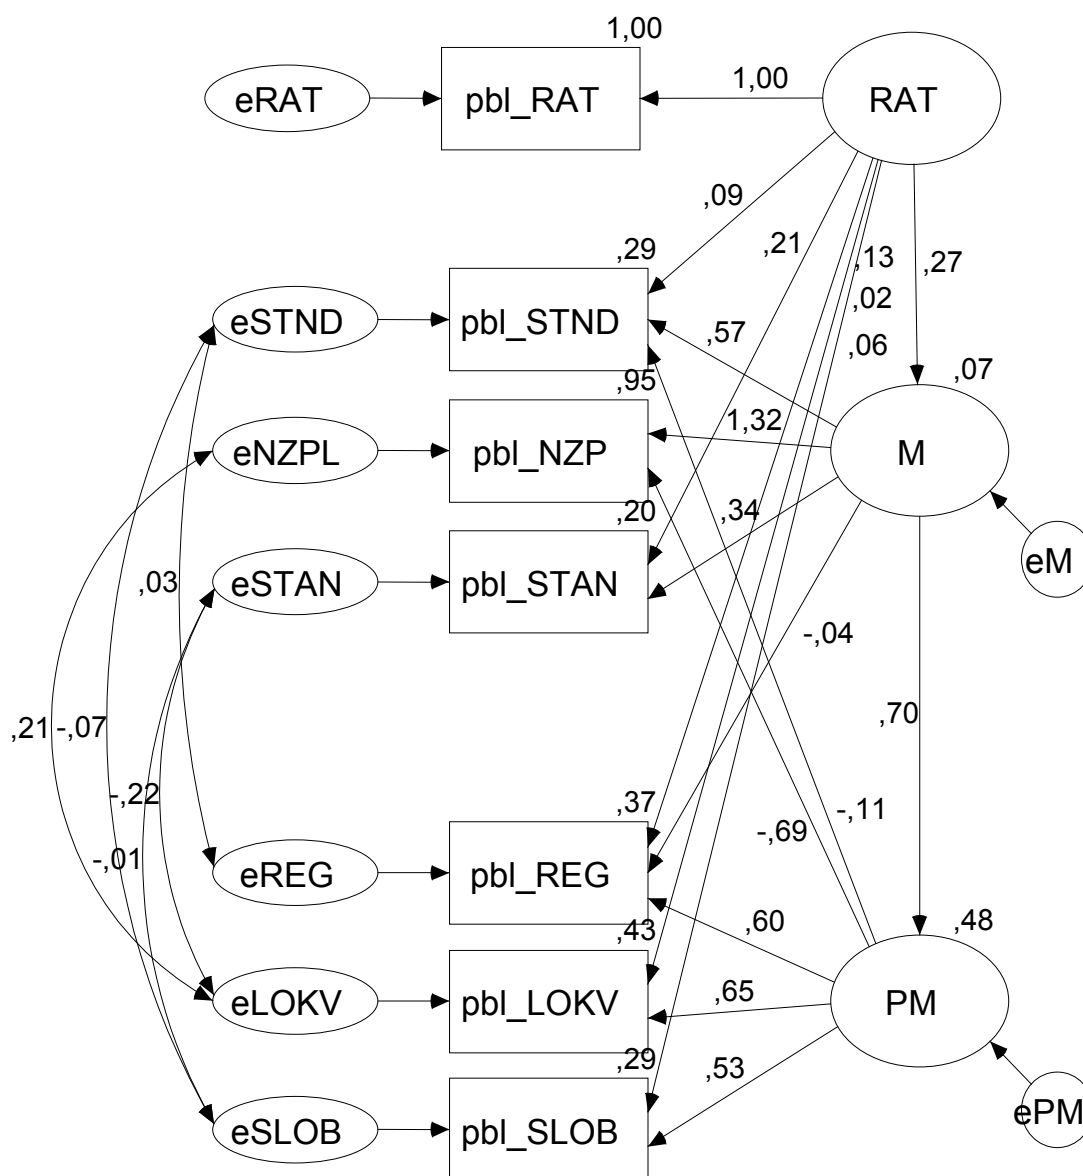 1,00
eRAT pbl_RAT 1,00 RAT
,09
,21
,13
,27
,02
,06
,29
eSTND pbl_STND ,57
,95
,07
eNZPL pbl_NZP 1,32 M
,20
,34
eSTAN pbl_STAN eM
,03
-,04
,21 -,07 ,70
-,22
-,01
,37
-,69 -,11
eREG pbl_REG
,43
,60
,48
eLOKV pbl_LOKV ,65 PM
,29
,53
eSLOB pbl_SLOB ePM